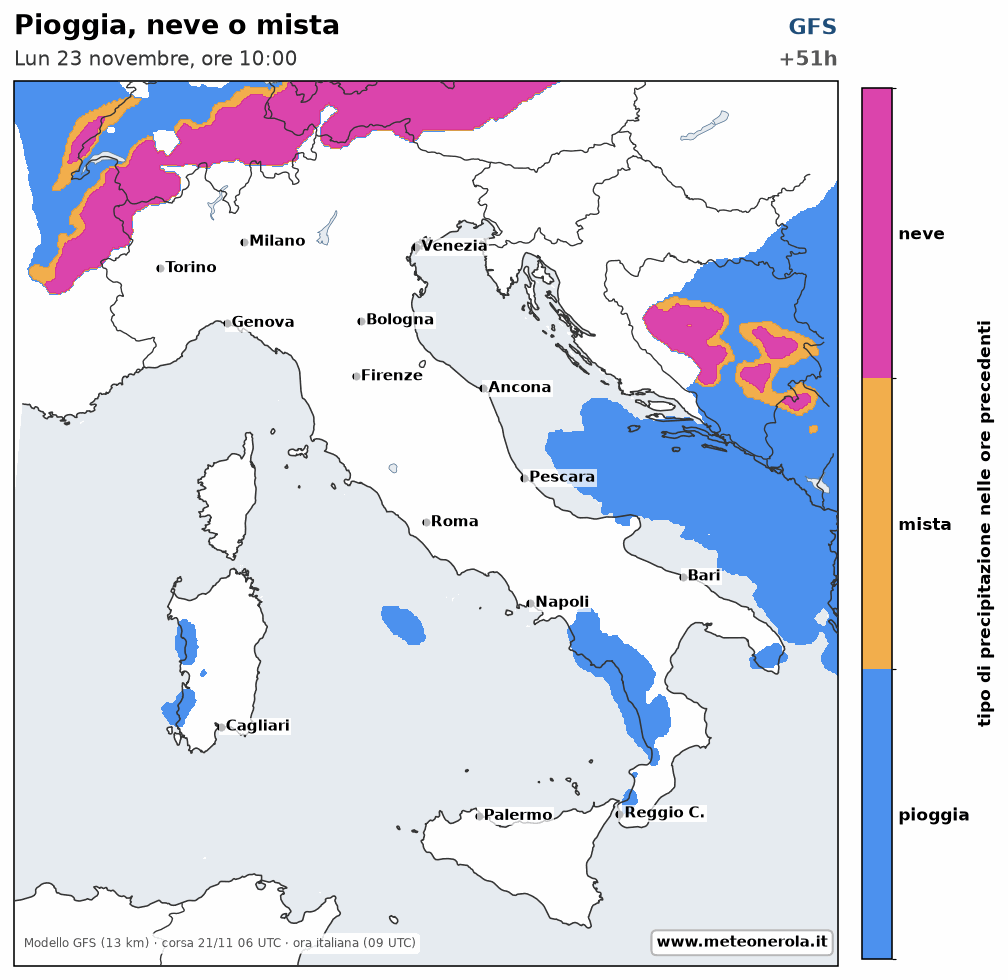 Pioggia, neve o mista
GFS
Lun 23 novembre, ore 10:00
+51h
neve
mista
pioggia
tipo di precipitazione nelle ore precedenti
Milano
Venezia
Torino
Genova
Bologna
Firenze
Ancona
Pescara
Roma
Bari
Napoli
Cagliari
Palermo
Reggio C.
Modello GFS (13 km) · corsa 21/11 06 UTC · ora italiana (09 UTC)
www.meteonerola.it